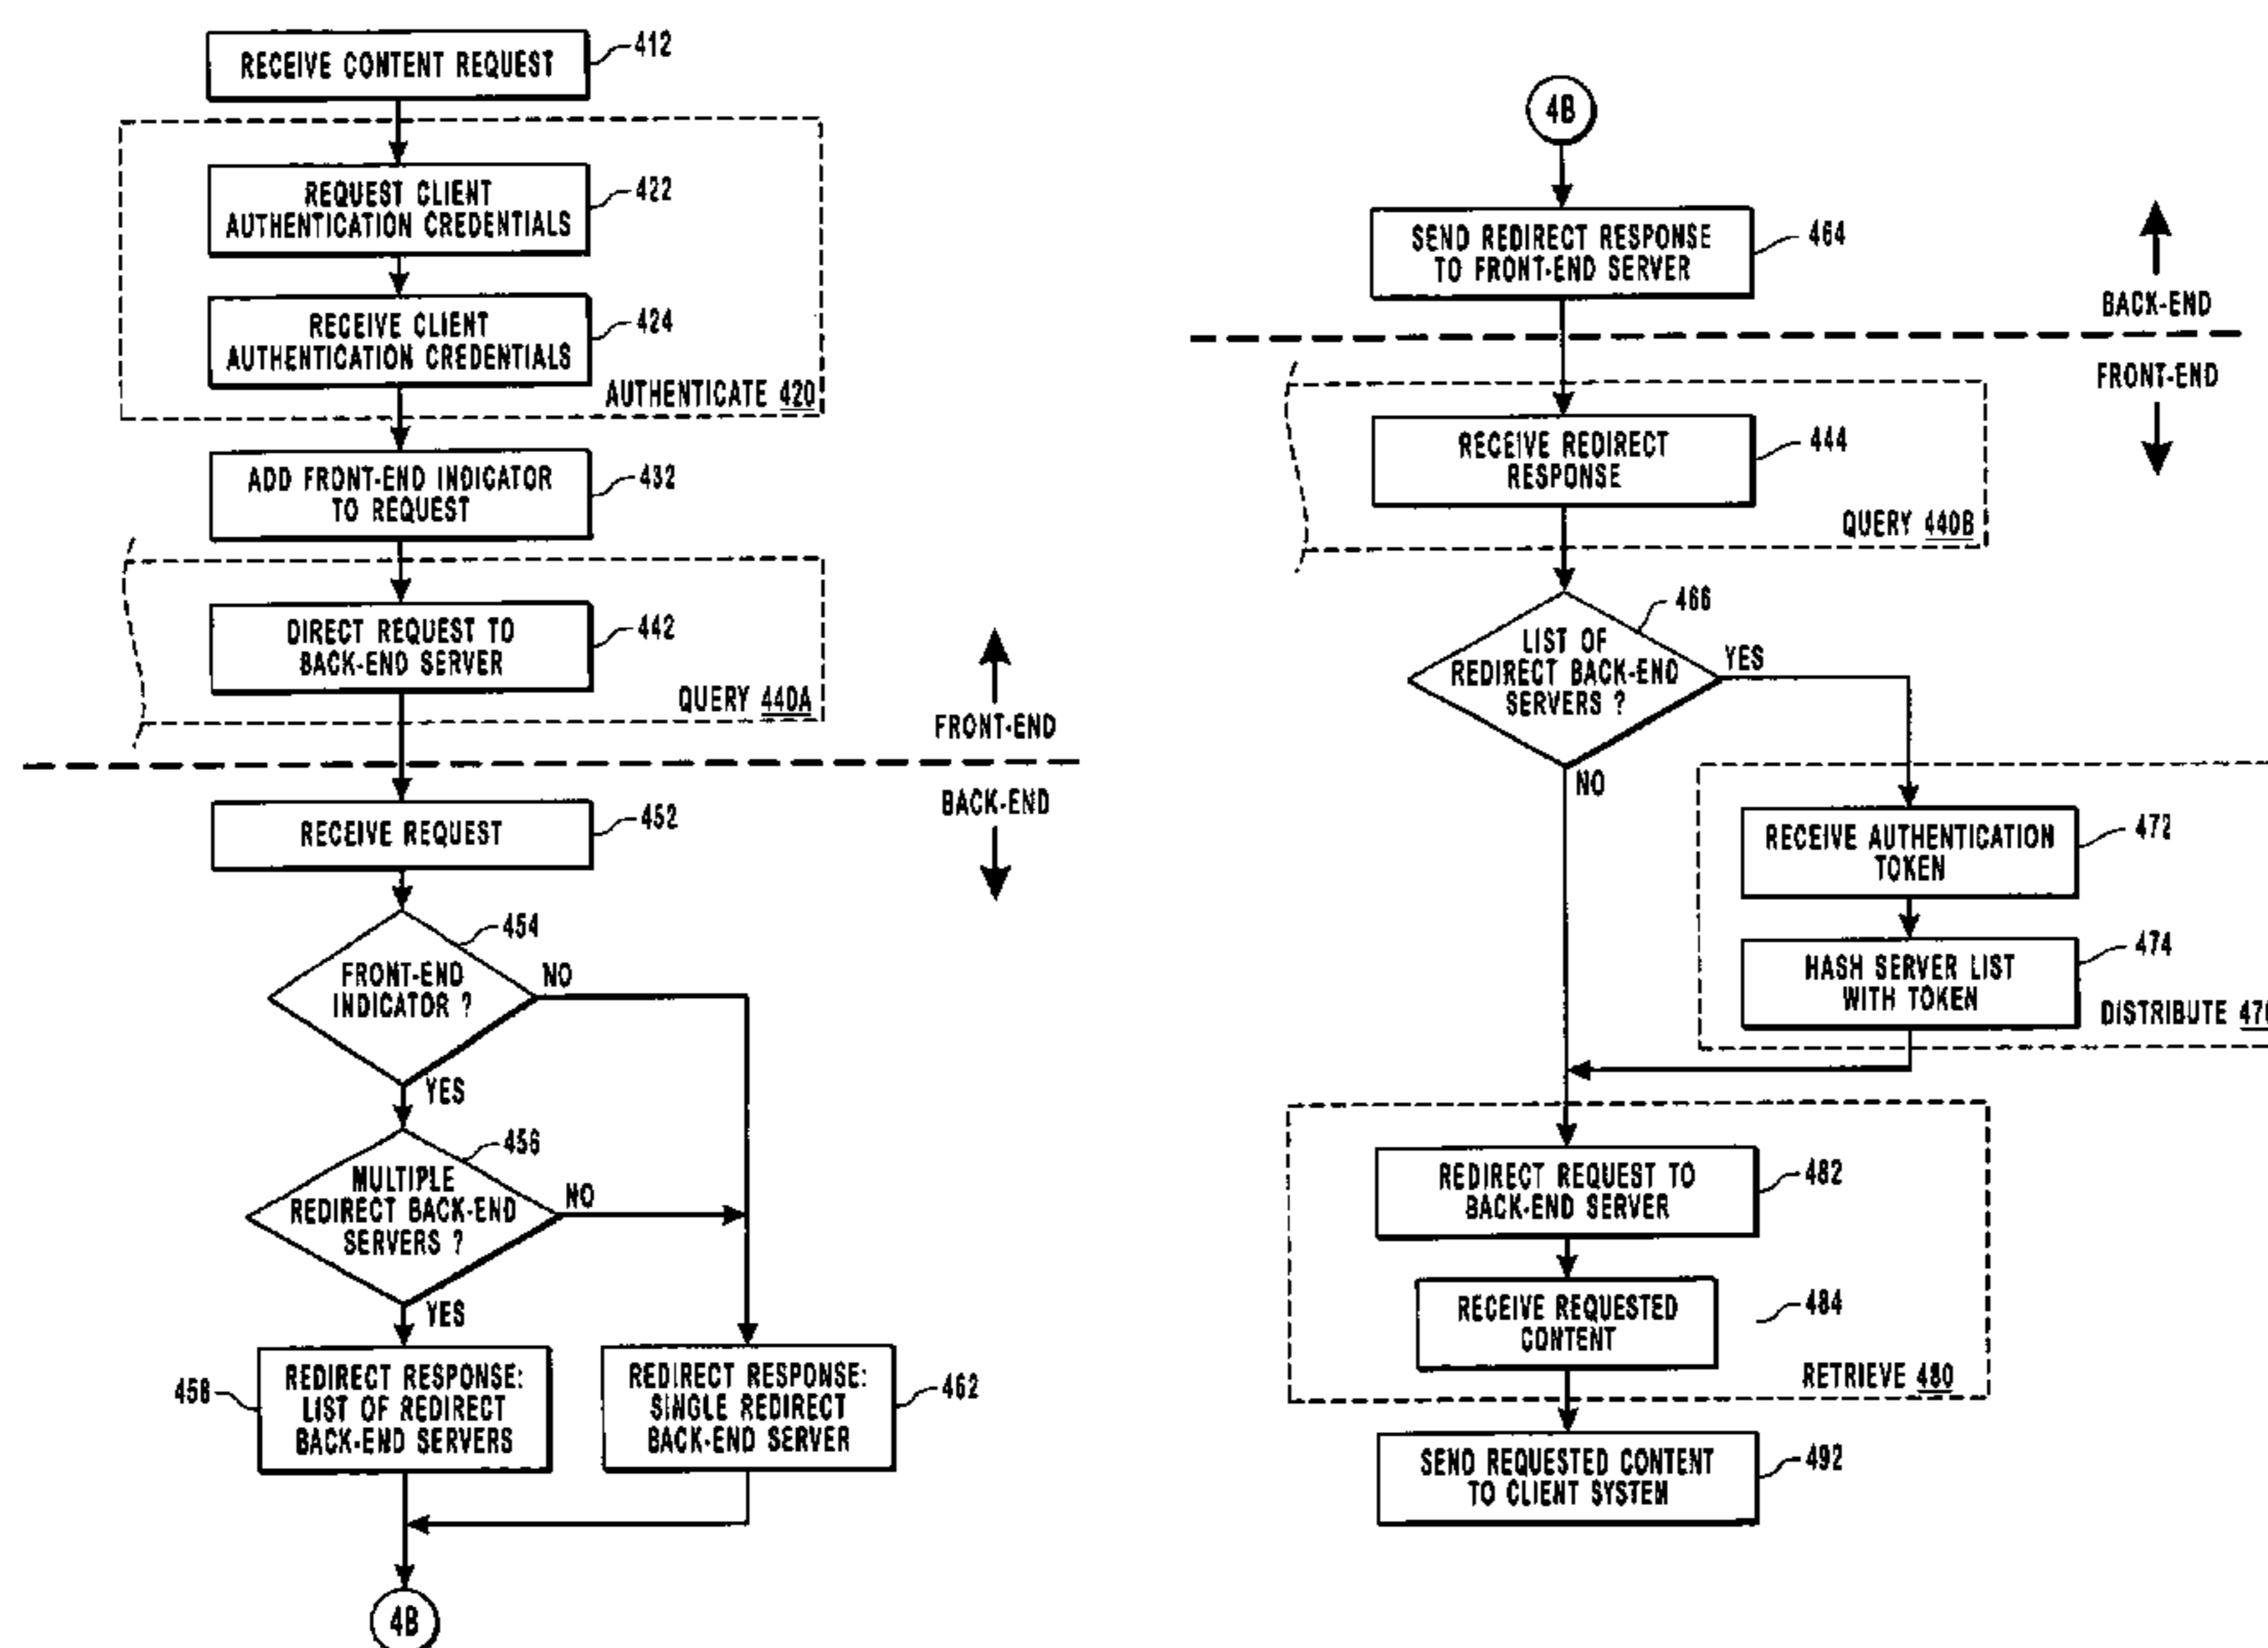 RECEIVE CONTENT REQUEST
412
REQUEST CLIENT
AUTHENTICATION CREDENTIALS
422
RECEIVE CLIENT
AUTHENTICATION CREDENTIALS
424
AUTHENTICATE 420
ADD FRONT-END INDICATOR
TO REQUEST
432
DIRECT REQUEST TO
BACK-END SERVER
442
QUERY 440A
FRONT-END
BACK-END
RECEIVE REQUEST
452
454
FRONT-END
INDICATOR ?
NO
YES
456
MULTIPLE
REDIRECT BACK-END
SERVERS ?
NO
YES
458
REDIRECT RESPONSE:
LIST OF REDIRECT
BACK-END SERVERS
REDIRECT RESPONSE:
SINGLE REDIRECT
BACK-END SERVER
462
4B
4B
SEND REDIRECT RESPONSE
TO FRONT-END SERVER
464
BACK-END
FRONT-END
RECEIVE REDIRECT
RESPONSE
444
QUERY 440B
466
LIST OF
REDIRECT BACK-END
SERVERS ?
YES
NO
RECEIVE AUTHENTICATION
TOKEN
472
HASH SERVER LIST
WITH TOKEN
474
DISTRIBUTE
REDIRECT REQUEST TO
BACK-END SERVER
482
RECEIVE REQUESTED
CONTENT
484
RETRIEVE 480
SEND REQUESTED CONTENT
TO CLIENT SYSTEM
492